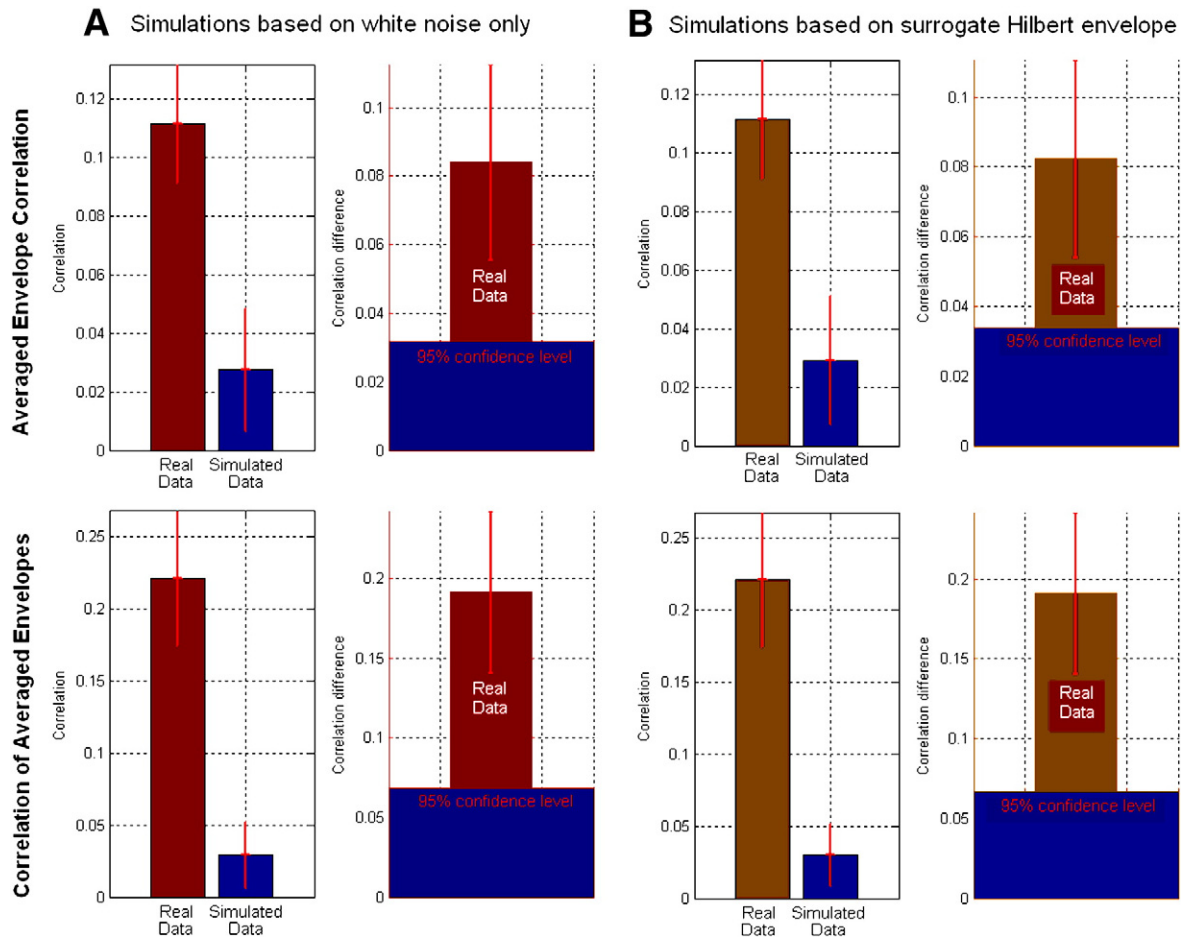 A Simulations based on white noise only
B Simulations based on surrogate Hilbert envelope
Averaged Envelope Correlation
Correlation
0.12
0.1
0.08
0.06
0.04
0.02
0
Real
Data
Simulated
Data
Correlation difference
0.1
0.08
0.06
0.04
0.02
0
Real
Data
95% confidence level
Correlation
0.12
0.1
0.08
0.06
0.04
0.02
0
Real
Data
Simulated
Data
Correlation difference
0.1
0.08
0.06
0.04
0.02
0
Real
Data
95% confidence level
Correlation of Averaged Envelopes
Correlation
0.25
0.2
0.15
0.1
0.05
0
Real
Data
Simulated
Data
Correlation difference
0.2
0.15
0.1
0.05
0
Real
Data
95% confidence level
Correlation
0.25
0.2
0.15
0.1
0.05
0
Real
Data
Simulated
Data
Correlation difference
0.2
0.15
0.1
0.05
0
Real
Data
95% confidence level